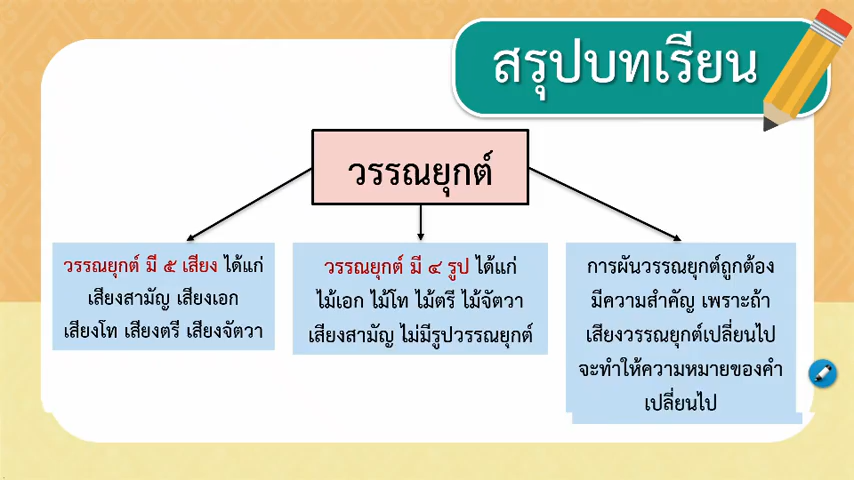 สรุปบทเรียน
วรรณยุกต์
วรรณยุกต์ มี ๕ เสียง ได้แก่
เสียงสามัญ เสียงเอก
เสียงโท เสียงตรี เสียงจัตวา
วรรณยุกต์ มี ๔ รูป ได้แก่
ไม้เอก ไม้โท ไม้ตรี ไม้จัตวา
เสียงสามัญ ไม่มีรูปวรรณยุกต์
การผันวรรณยุกต์ถูกต้อง
มีความสำคัญ เพราะถ้า
เสียงวรรณยุกต์เปลี่ยนไป
จะทำให้ความหมายของคำ
เปลี่ยนไป